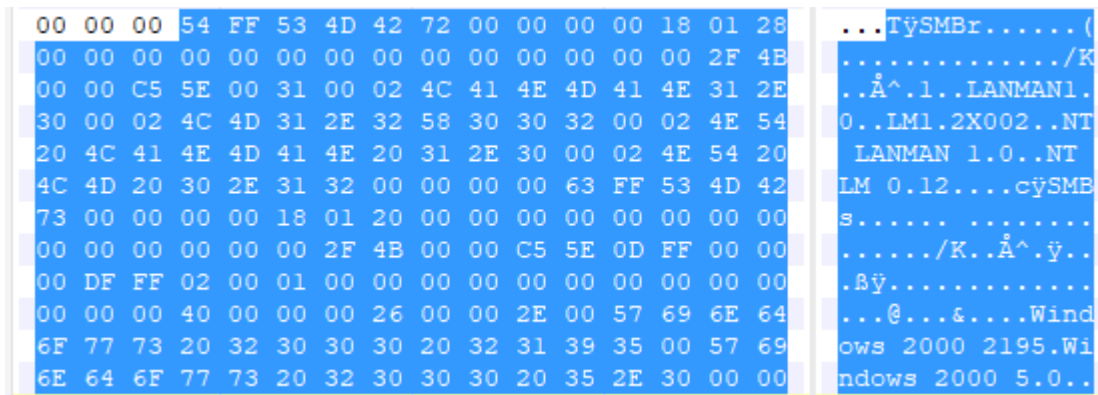 00 00 00 54 FF 53 4D 42 72 00 00 00 00 18 01 28 ...TÿSMBr......(
00 00 00 00 00 00 00 00 00 00 00 00 00 00 2F 4B ............../K
00 00 C5 5E 00 31 00 02 4C 41 4E 4D 41 4E 31 2E ..Å^.1..LANMAN1.
30 00 02 4C 4D 31 2E 32 58 30 30 32 00 02 4E 54 0..LM1.2X002..NT
20 4C 41 4E 4D 41 4E 20 31 2E 30 00 02 4E 54 20 LANMAN 1.0..NT
4C 4D 20 30 2E 31 32 00 00 00 00 63 FF 53 4D 42 LM 0.12....cÿSMB
73 00 00 00 00 18 01 20 00 00 00 00 00 00 00 00 s...... ........
00 00 00 00 00 00 2F 4B 00 00 C5 5E 0D FF 00 00 ....../K..Å^.ÿ..
00 DF FF 02 00 01 00 00 00 00 00 00 00 00 00 00 .ßÿ.............
00 00 00 40 00 00 00 26 00 00 2E 00 57 69 6E 64 ...@...&....Wind
6F 77 73 20 32 30 30 30 20 32 31 39 35 00 57 69 ows 2000 2195.Wi
6E 64 6F 77 73 20 32 30 30 30 20 35 2E 30 00 00 ndows 2000 5.0..